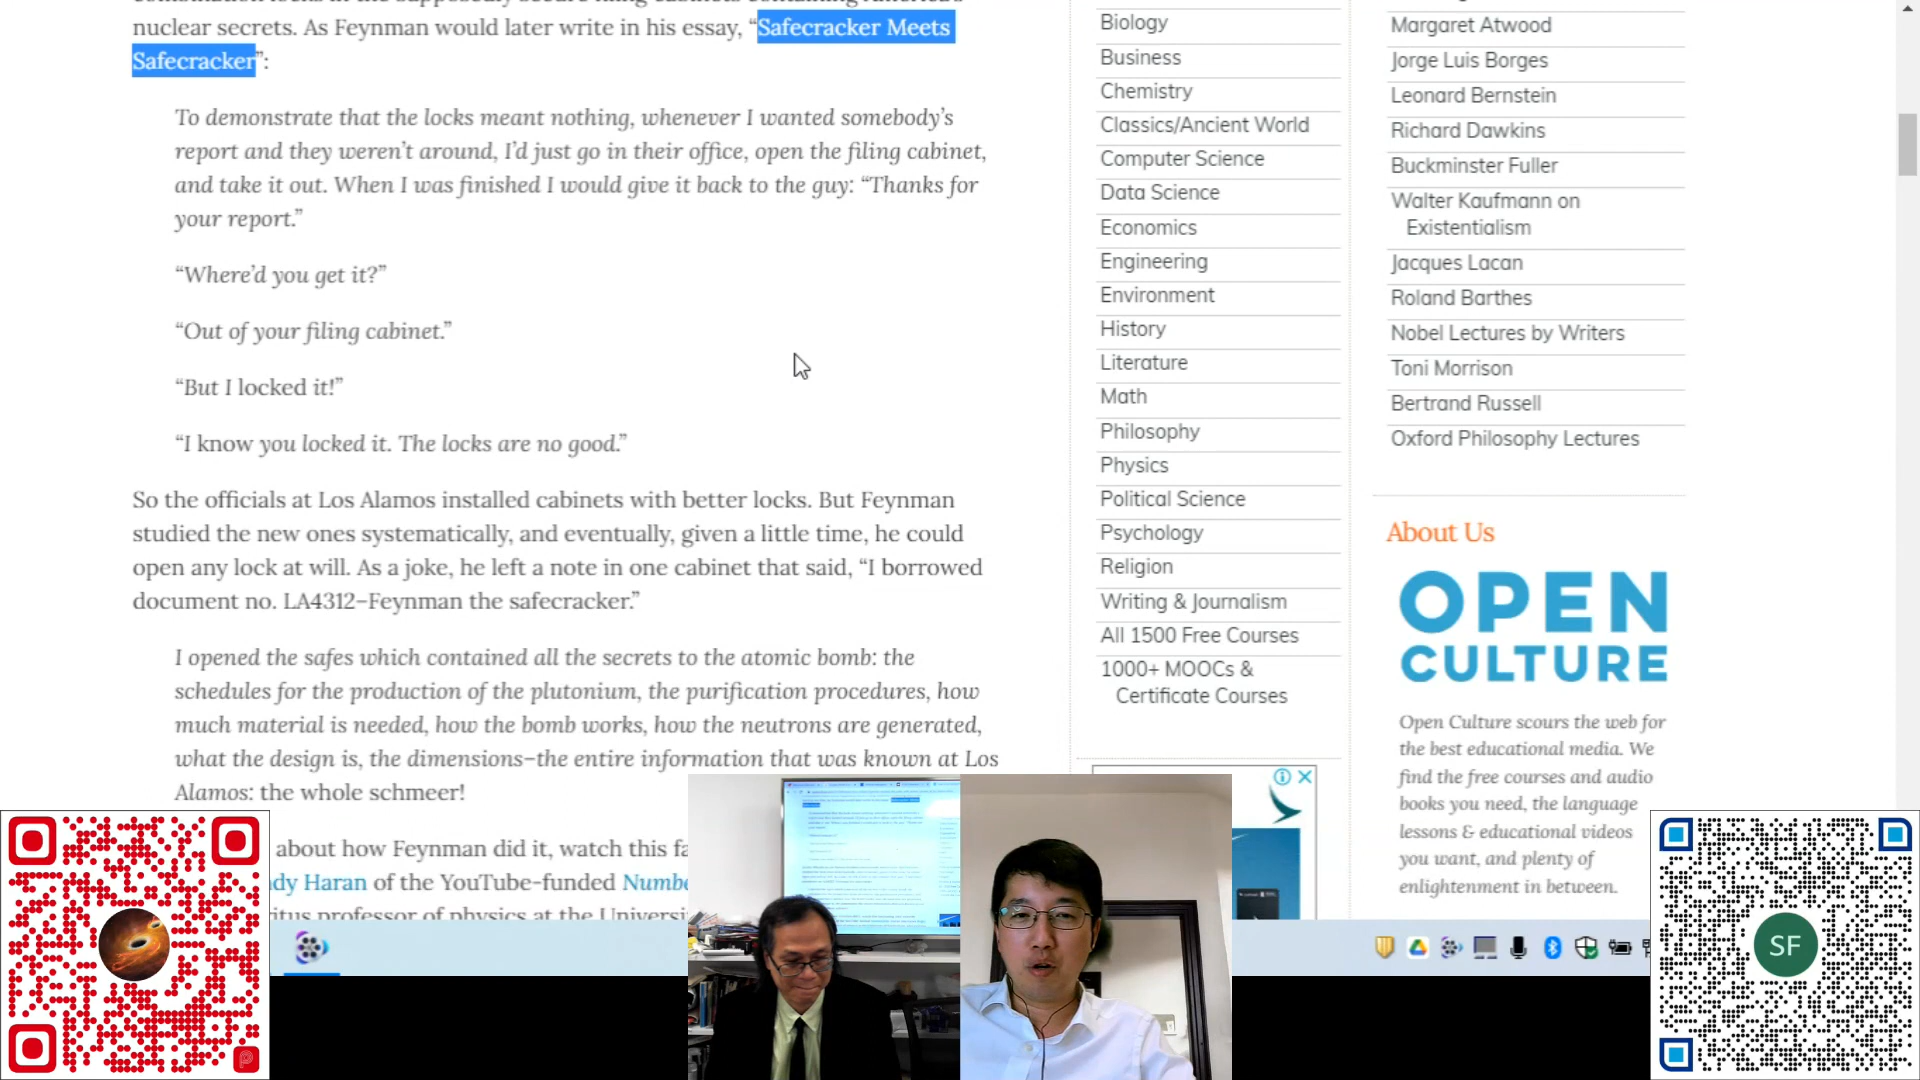 nuclear secrets. As Feynman would later write in his essay, “Safecracker Meets
Safecracker”:
To demonstrate that the locks meant nothing, whenever I wanted somebody’s
report and they weren’t around, I’d just go in their office, open the filing cabinet,
and take it out. When I was finished I would give it back to the guy: “Thanks for
your report.”
“Where’d you get it?”
“Out of your filing cabinet.”
“But I locked it!”
“I know you locked it. The locks are no good.”
So the officials at Los Alamos installed cabinets with better locks. But Feynman
studied the new ones systematically, and eventually, given a little time, he could
open any lock at will. As a joke, he left a note in one cabinet that said, “I borrowed
document no. LA4312–Feynman the safecracker.”
I opened the safes which contained all the secrets to the atomic bomb: the
schedules for the production of the plutonium, the purification procedures, how
much material is needed, how the bomb works, how the neutrons are generated,
what the design is, the dimensions–the entire information that was known at Los
Alamos: the whole schmeer!
about how Feynman did it, watch this
Haran of the YouTube-funded
professor of physics at the
Biology
Business
Chemistry
Classics/Ancient World
Computer Science
Data Science
Economics
Engineering
Environment
History
Literature
Math
Philosophy
Physics
Political Science
Psychology
Religion
Writing & Journalism
All 1500 Free Courses
1000+ MOOCs &
Certificate Courses
Margaret Atwood
Jorge Luis Borges
Leonard Bernstein
Richard Dawkins
Buckminster Fuller
Walter Kaufmann on
Existentialism
Jacques Lacan
Roland Barthes
Nobel Lectures by Writers
Toni Morrison
Bertrand Russell
Oxford Philosophy Lectures
About Us
OPEN
CULTURE
Open Culture scours the web for
the best educational media. We
find the free courses and audio
books you need, the language
lessons & educational videos
you want, and plenty of
enlightenment in between.
SF